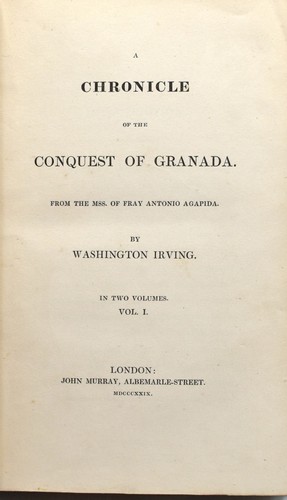 A
CHRONICLE
OF THE
CONQUEST OF GRANADA.
FROM THE MSS. OF FRAY ANTONIO AGAPIDA.
BY
WASHINGTON IRVING.
IN TWO VOLUMES.
VOL. I.
LONDON:
JOHN MURRAY, ALBEMARLE-STREET.
MDCCCXXIX.